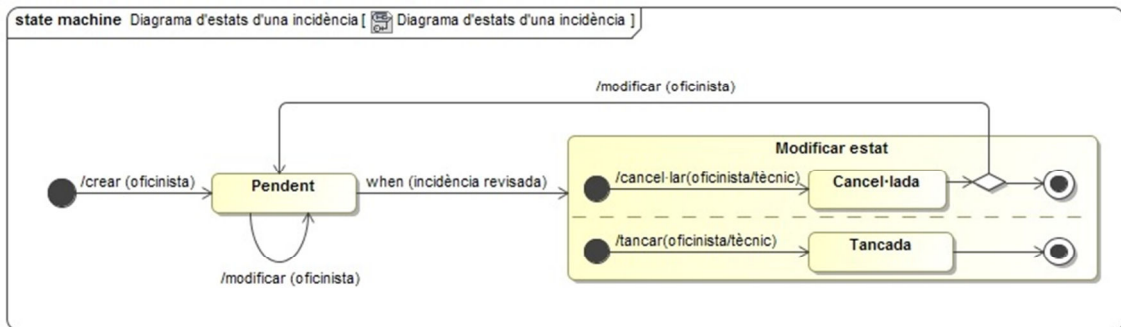 state machine Diagrama d'estats d'una incidència [ Diagrama d'estats d'una incidència ]
/modificar (oficinista)
Modificar estat
/crear (oficinista)
Pendent
when (incidència revisada)
/cancel·lar(oficinista/tècnic)
Cancel·lada
/tancar(oficinista/tècnic)
Tancada
/modificar (oficinista)